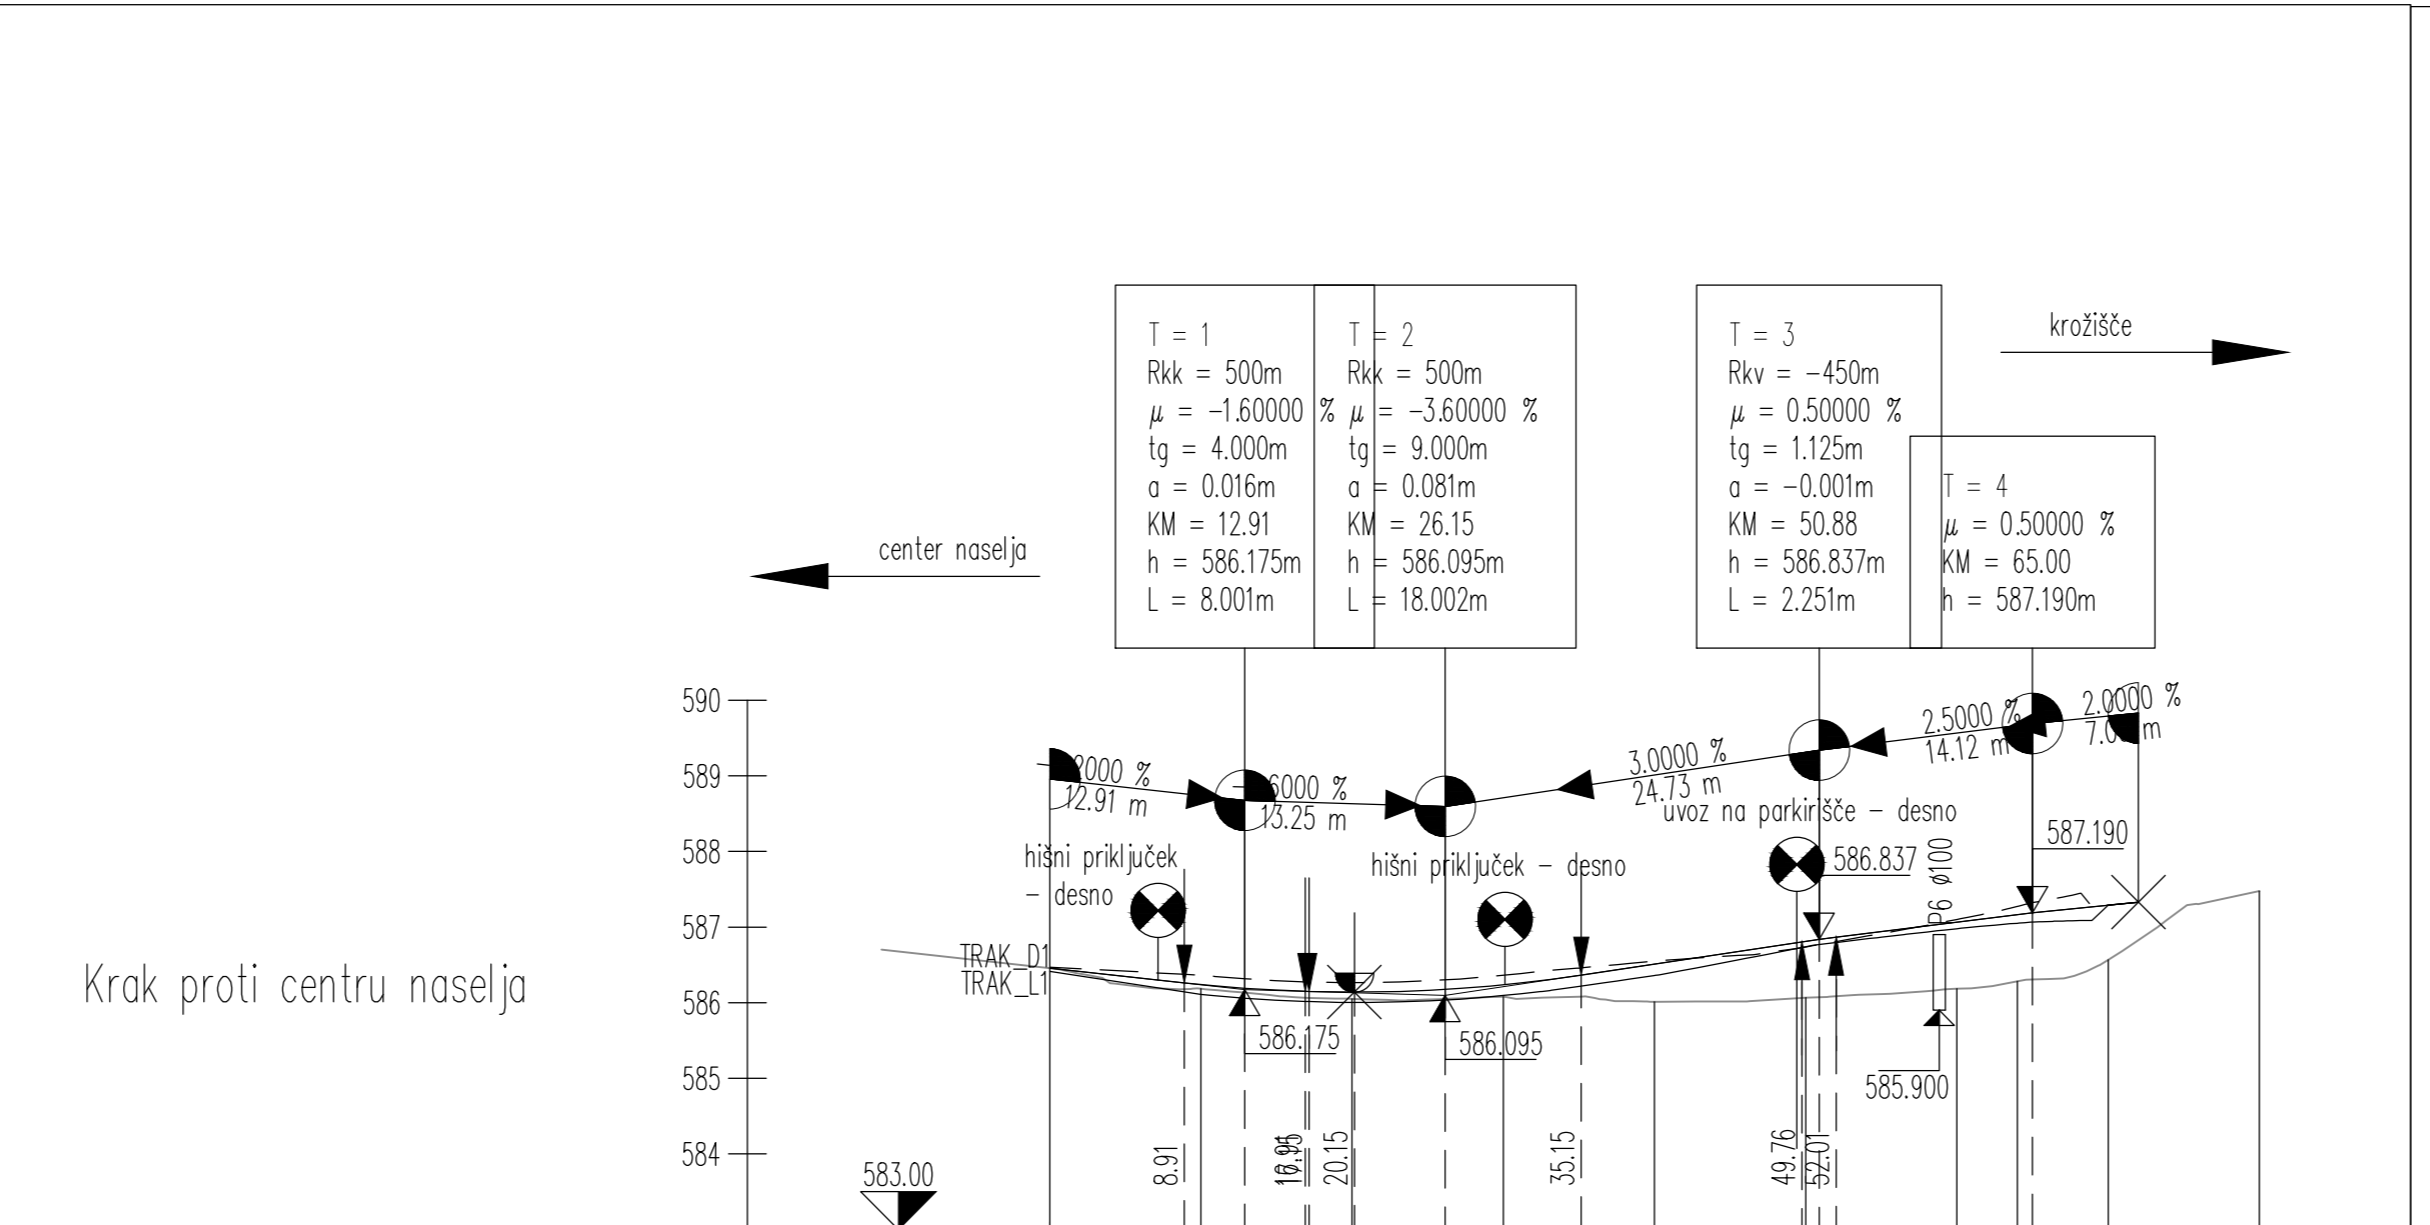 T = 1
Rkk = 500m
μ = -1.60000 %
tg = 4.000m
a = 0.016m
KM = 12.91
h = 586.175m
L = 8.001m
T = 2
Rkk = 500m
μ = -3.60000 %
tg = 9.000m
a = 0.081m
KM = 26.15
h = 586.095m
L = 18.002m
T = 3
Rkv = -450m
μ = 0.50000 %
tg = 1.125m
a = -0.001m
KM = 50.88
h = 586.837m
L = 2.251m
T = 4
μ = 0.50000 %
KM = 65.00
h = 587.190m
krožišče
center naselja
590
589
588
587
586
585
584
12.91 m
13.25 m
3.0000 %
24.73 m
2.5000 %
14.12 m
2.0000 %
hišni priključek
- desno
hišni priključek - desno
uvoz na parkirišče - desno
586.837
587.190
P6 ø100
TRAK_D1
TRAK_L1
Krak proti centru naselja
586.175
586.095
585.900
583.00
8.91
20.15
35.15
49.76
52.01